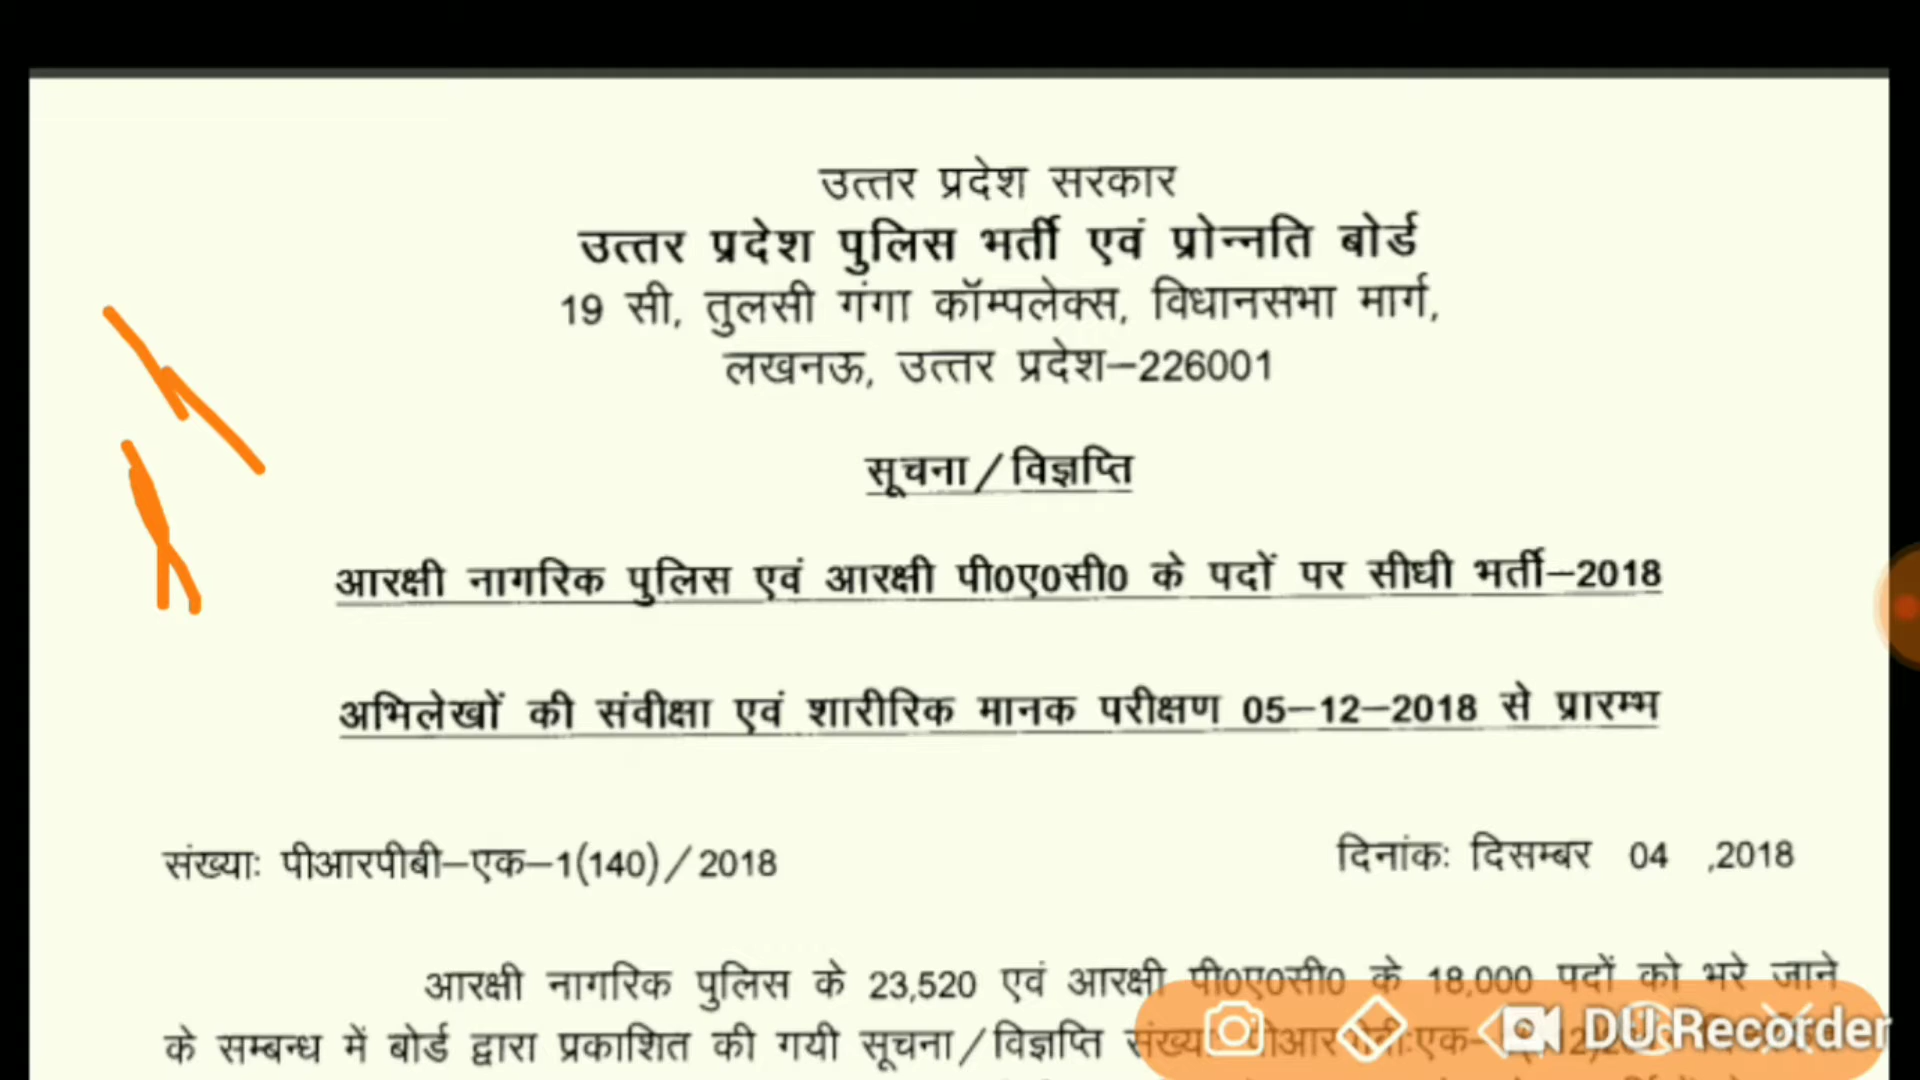 उत्तर प्रदेश सरकार
उत्तर प्रदेश पुलिस भर्ती एवं प्रोन्नति बोर्ड
19 सी, तुलसी गंगा कॉम्पलेक्स, विधानसभा मार्ग,
लखनऊ, उत्तर प्रदेश–226001
सूचना/विज्ञप्ति
आरक्षी नागरिक पुलिस एवं आरक्षी पी0ए0सी0 के पदों पर सीधी भर्ती–2018
अभिलेखों की संवीक्षा एवं शारीरिक मानक परीक्षण 05–12–2018 से प्रारम्भ
संख्याः पीआरपीबी–एक–1(140)/2018
दिनांकः दिसम्बर 04 ,2018
आरक्षी नागरिक पुलिस के 23,520 एवं आरक्षी पी0ए0सी0 के 18,000 पदों को भरे जाने
के सम्बन्ध में बोर्ड द्वारा प्रकाशित की गयी सूचना/विज्ञप्ति
DU Recorder